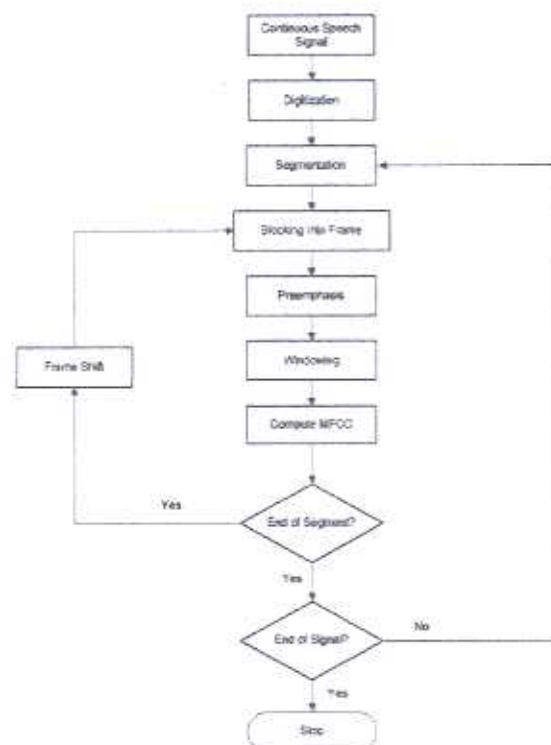 Continuous Speech
Signal
Digitization
Segmentation
Blocking into Frame
Preemphasis
Frame Shift
Windowing
Compute MFCC
Yes
End of Segment?
Yes
End of Signal?
No
Yes
Stop